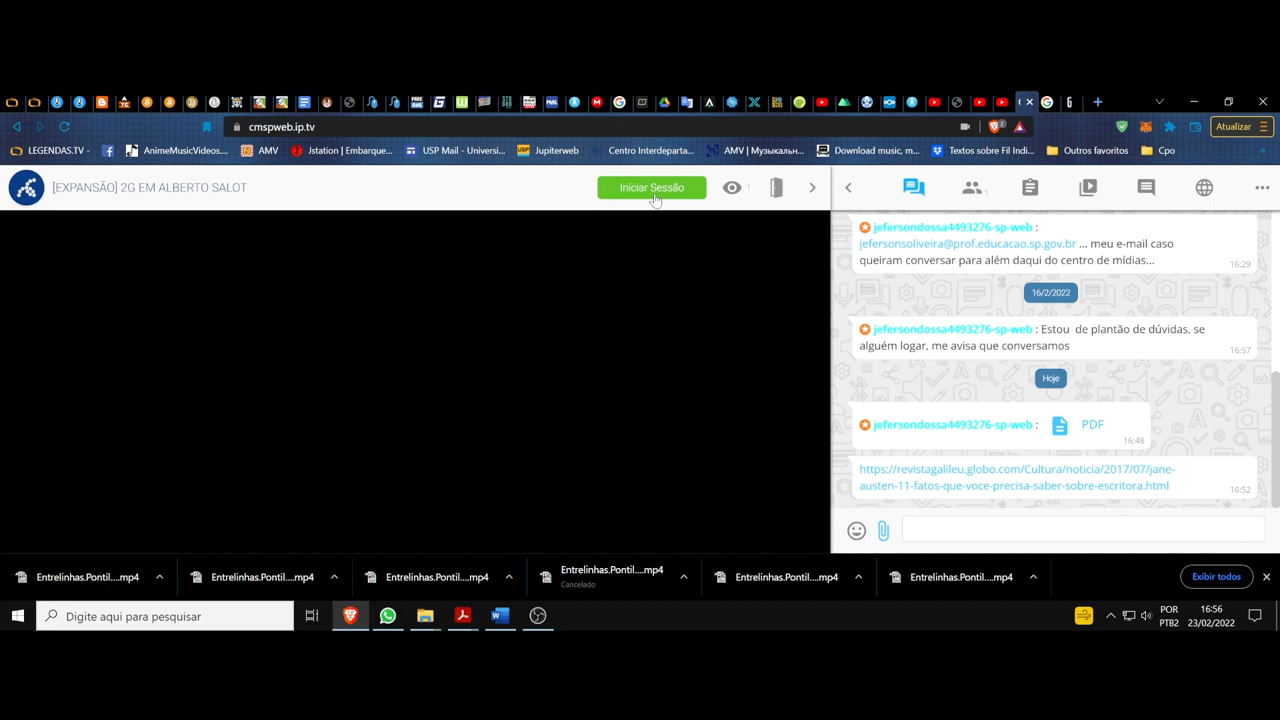 cmspweb.ip.tv
Atualizar
LEGENDAS.TV -
AnimeMusicVideos...
AMV
Jstation | Embarque...
USP Mail - Universi...
Jupiterweb
Centro Interdeparta...
AMV | Музыкальн...
Download music, m...
Textos sobre Fil Indi...
Outros favoritos
Cpo
[EXPANSÃO] 2G EM ALBERTO SALOT
Iniciar Sessão
1
1
jefersondossa4493276-sp-web :
jefersonsoliveira@prof.educacao.sp.gov.br ... meu e-mail caso
queiram conversar para além daqui do centro de mídias...
16:29
16/2/2022
jefersondossa4493276-sp-web : Estou de plantão de dúvidas, se
alguém logar, me avisa que conversamos
16:57
Hoje
jefersondossa4493276-sp-web : PDF
16:48
https://revistagalileu.globo.com/Cultura/noticia/2017/07/jane-
austen-11-fatos-que-voce-precisa-saber-sobre-escritora.html
16:52
Entrelinhas.Pontil....mp4
Entrelinhas.Pontil....mp4
Entrelinhas.Pontil....mp4
Entrelinhas.Pontil....mp4
Cancelado
Entrelinhas.Pontil....mp4
Entrelinhas.Pontil....mp4
Exibir todos
Digite aqui para pesquisar
POR
PTB2
16:56
23/02/2022